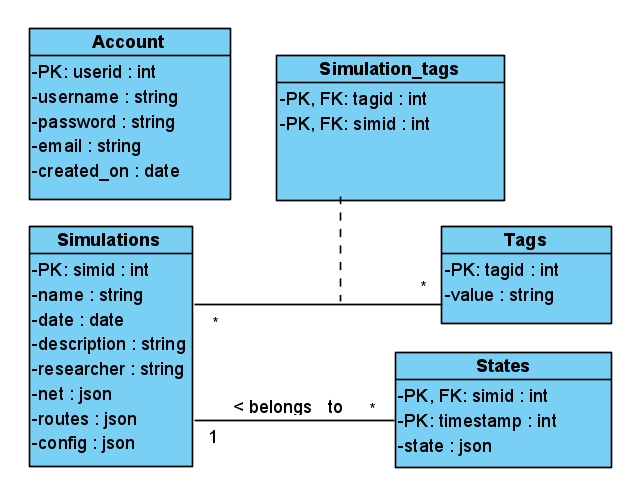 Account
-PK: userid : int
-username : string
-password : string
-email : string
-created_on : date
Simulation_tags
-PK, FK: tagid : int
-PK, FK: simid : int
Simulations
-PK: simid : int
-name : string
-date : date
-description : string
-researcher : string
-net : json
-routes : json
-config : json
Tags
-PK: tagid : int
-value : string
*
*
States
-PK, FK: simid : int
-PK: timestamp : int
-state : json
< belongs to
*
1